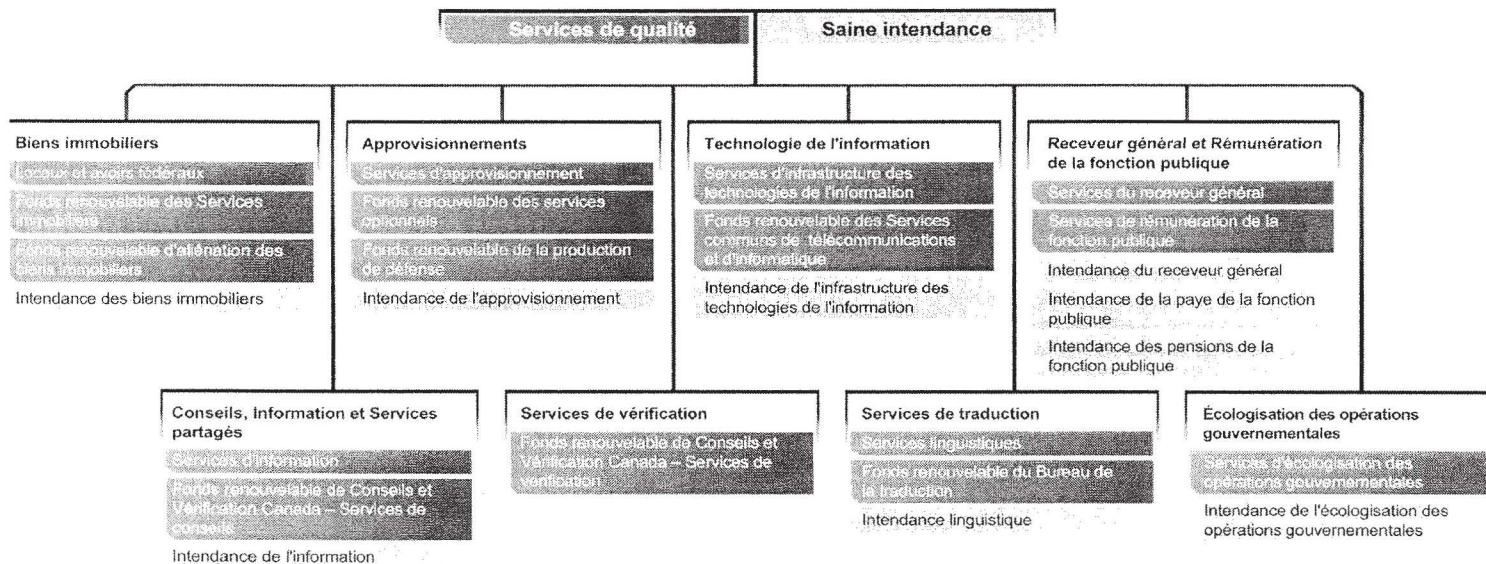 Services de qualité
Saine intendance
Biens immobiliers
Locaux et avoirs fédéraux
Fonds renouvelable des Services
immobiliers
Fonds renouvelable d'aliénation des
biens immobiliers
Intendance des biens immobiliers
Approvisionnements
Services d'approvisionnement
Fonds renouvelable des services
optionnels
Fonds renouvelable de la production
de défense
Intendance de l'approvisionnement
Technologie de l'information
Services d'infrastructure des
technologies de l'information
Fonds renouvelable des Services
communs de télécommunications
et d'informatique
Intendance de l'infrastructure des
technologies de l'information
Receveur général et Rémunération
de la fonction publique
Services du receveur général
Services de rémunération de la
fonction publique
Intendance du receveur général
Intendance de la paye de la fonction
publique
Intendance des pensions de la
fonction publique
Conseils, Information et Services
partagés
Services d'information
Fonds renouvelable de Conseils et
Vérification Canada – Services de
conseils
Intendance de l'information
Services de vérification
Fonds renouvelable de Conseils et
Vérification Canada – Services de
vérification
Services de traduction
Services linguistiques
Fonds renouvelable du Bureau de
la traduction
Intendance linguistique
Écologisation des opérations
gouvernementales
Services d'écologisation des
opérations gouvernementales
Intendance de l'écologisation des
opérations gouvernementales